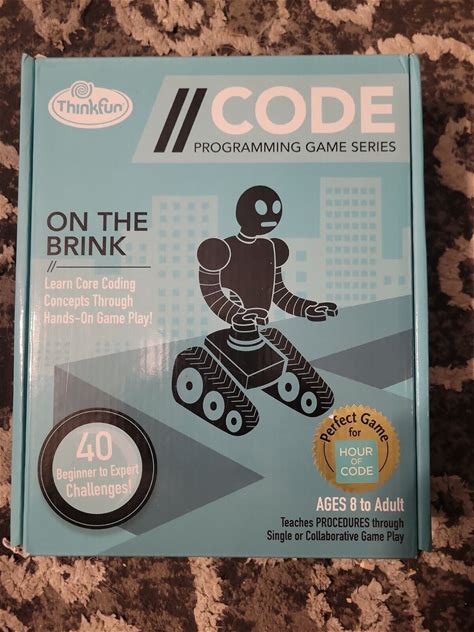 ThinkFun
//CODE
PROGRAMMING GAME SERIES
ON THE
BRINK
//
Learn Core Coding
Concepts Through
Hands-On Game Play!
40
Beginner to Expert
Challenges!
Perfect Game
for
HOUR
OF
CODE
AGES 8 to Adult
Teaches PROCEDURES through
Single or Collaborative Game Play